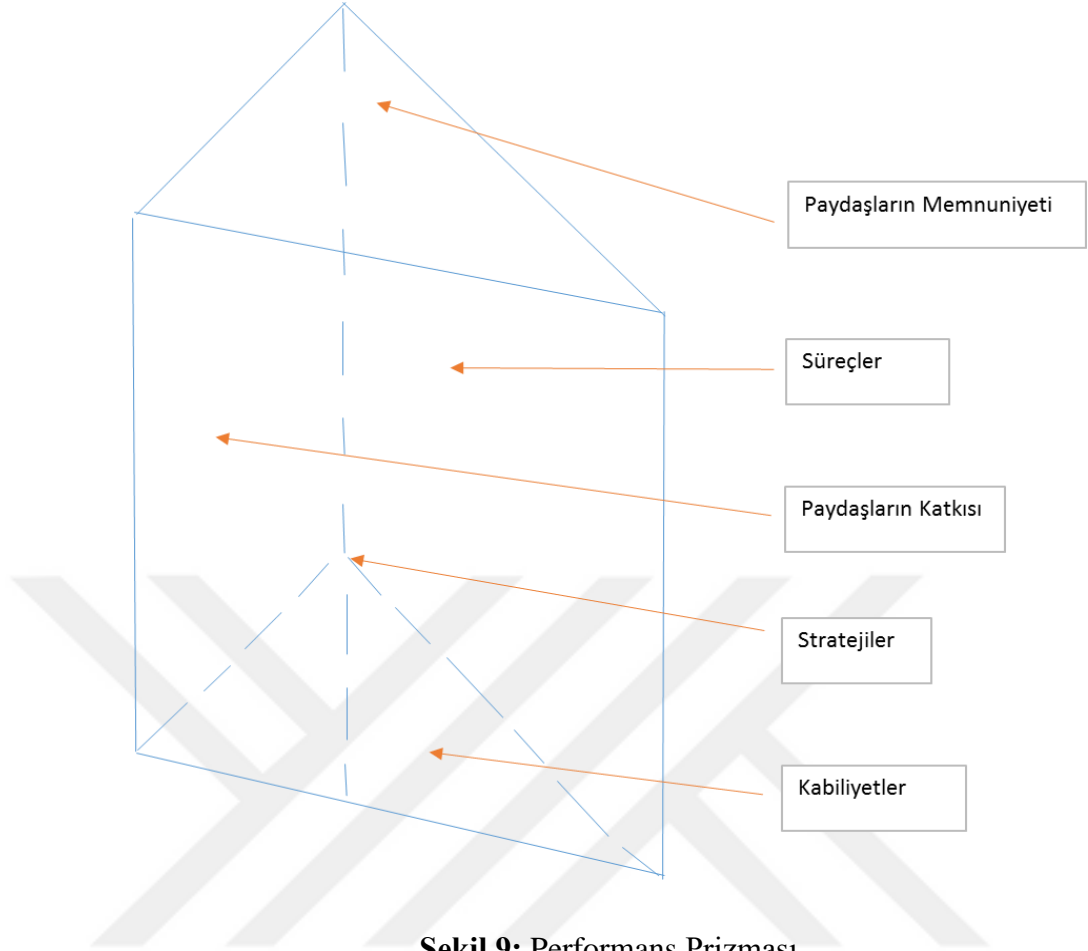 Paydaşların Memnuniyeti
Süreçler
Paydaşların Katkısı
Stratejiler
Kabiliyetler
Şekil 9: Performans Prizması